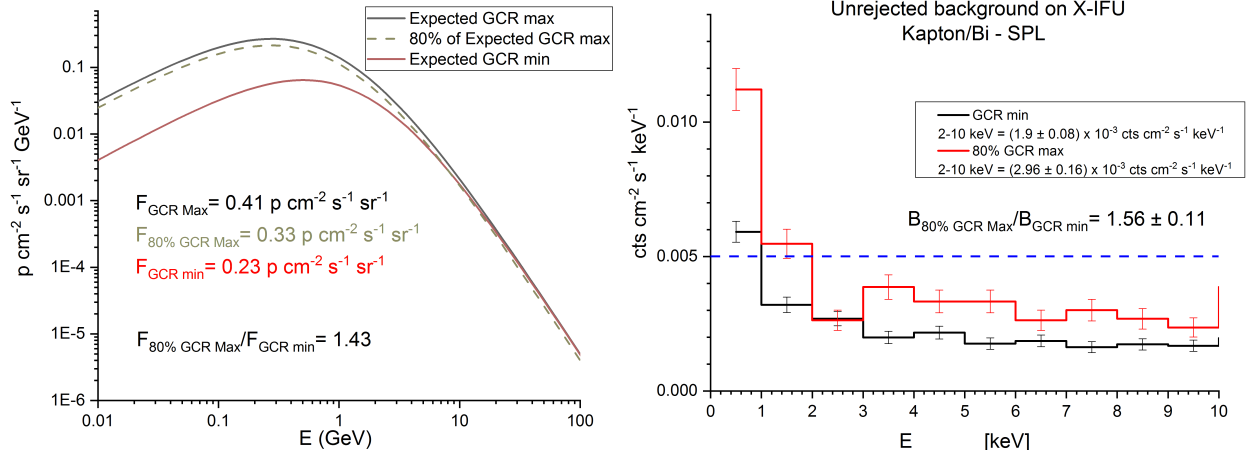 Expected GCR max
80% of Expected GCR max
Expected GCR min
p cm⁻² s⁻¹ sr⁻¹ GeV⁻¹
0.1
0.01
0.001
1E-4
1E-5
1E-6
F_GCR Max= 0.41 p cm⁻² s⁻¹ sr⁻¹
F_80% GCR Max= 0.33 p cm⁻² s⁻¹ sr⁻¹
F_GCR min= 0.23 p cm⁻² s⁻¹ sr⁻¹
F_80% GCR Max/F_GCR min= 1.43
0.01 0.1 1 10 100
E (GeV)
Unrejected background on X-IFU
Kapton/Bi - SPL
cts cm⁻² s⁻¹ keV⁻¹
0.010
0.005
0.000
GCR min
2-10 keV = (1.9 ± 0.08) x 10⁻³ cts cm⁻² s⁻¹ keV⁻¹
80% GCR max
2-10 keV = (2.96 ± 0.16) x 10⁻³ cts cm⁻² s⁻¹ keV⁻¹
B_80% GCR Max/B_GCR min = 1.56 ± 0.11
0 1 2 3 4 5 6 7 8 9 10
E [keV]